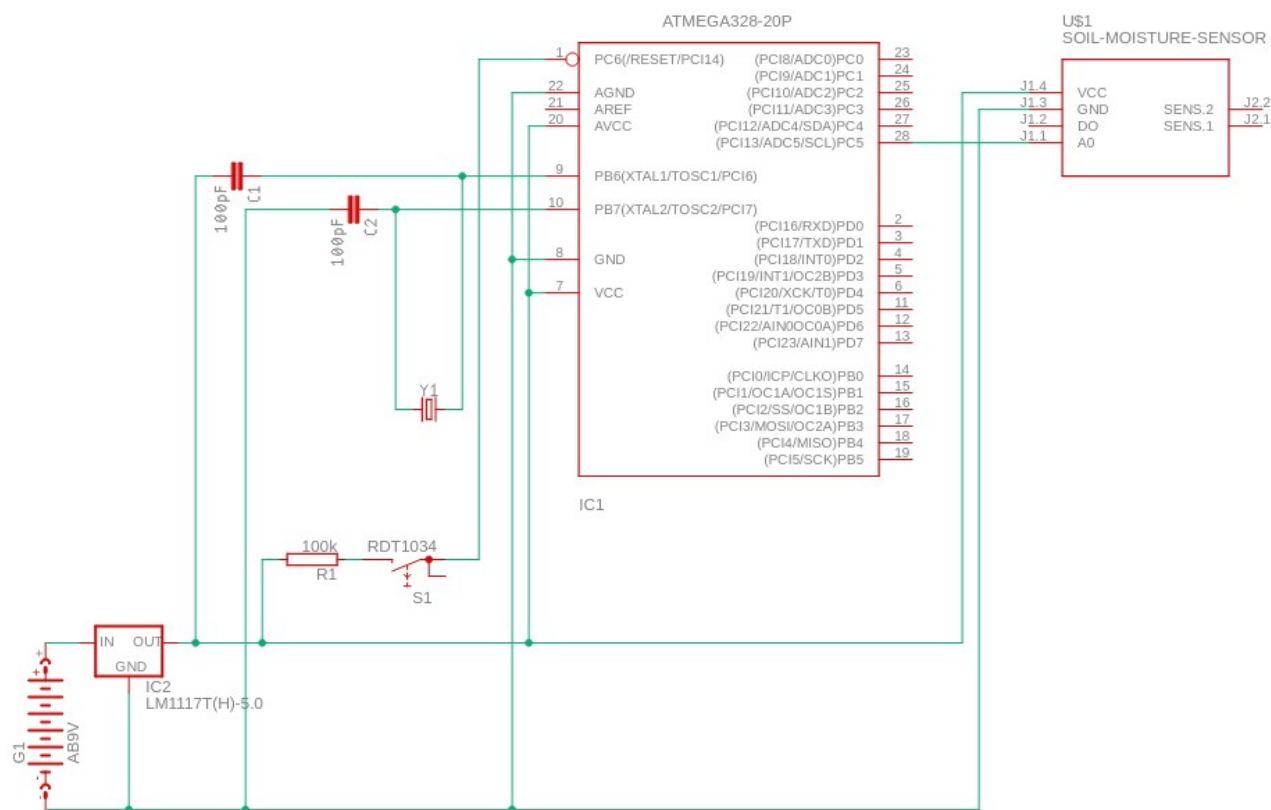 ATMEGA328-20P
1 PC6(/RESET/PCI14)
22 AGND
21 AREF
20 AVCC
9 PB6(XTAL1/TOSC1/PCI6)
10 PB7(XTAL2/TOSC2/PCI7)
8 GND
7 VCC
(PCI8/ADC0)PC0 23
(PCI9/ADC1)PC1 24
(PCI10/ADC2)PC2 25
(PCI11/ADC3)PC3 26
(PCI12/ADC4/SDA)PC4 27
(PCI13/ADC5/SCL)PC5 28
(PCI16/RXD)PD0 2
(PCI17/TXD)PD1 3
(PCI18/INT0)PD2 4
(PCI19/INT1/OC2B)PD3 5
(PCI20/XCK/T0)PD4 6
(PCI21/T1/OC0B)PD5 11
(PCI22/AIN0OC0A)PD6 12
(PCI23/AIN1)PD7 13
(PCI0/ICP/CLKO)PB0 14
(PCI1/OC1A/OC1S)PB1 15
(PCI2/SS/OC1B)PB2 16
(PCI3/MOSI/OC2A)PB3 17
(PCI4/MISO)PB4 18
(PCI5/SCK)PB5 19
IC1
U$1
SOIL-MOISTURE-SENSOR
J1.4 VCC
J1.3 GND SENS.2 J2.2
J1.2 DO SENS.1 J2.1
J1.1 A0
100pF
C1
100pF
C2
Y1
100k
R1
RDT1034
S1
IN OUT
GND
IC2
LM1117T(H)-5.0
+
+
G1
AB9V
-
-